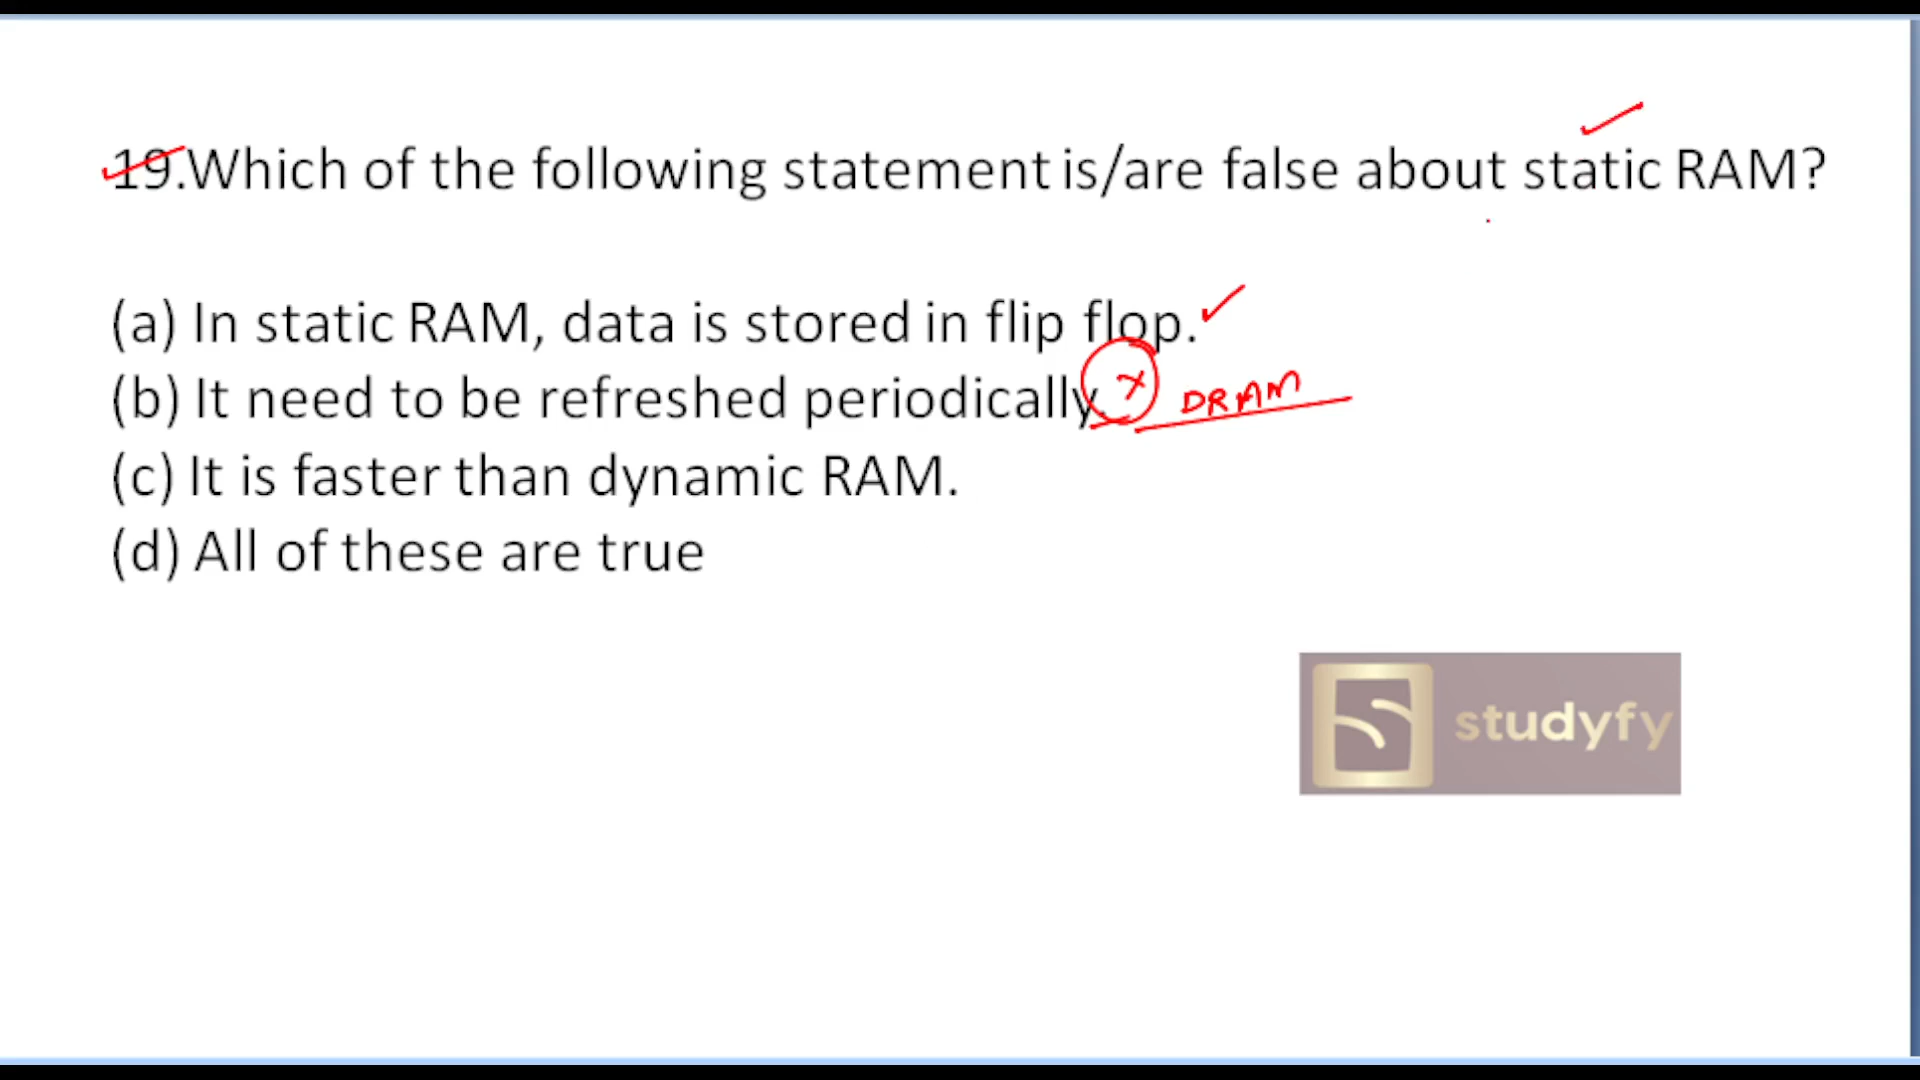 19.Which of the following statement is/are false about static RAM?
(a) In static RAM, data is stored in flip flop.
(b) It need to be refreshed periodically. x DRAM
(c) It is faster than dynamic RAM.
(d) All of these are true
studyfy